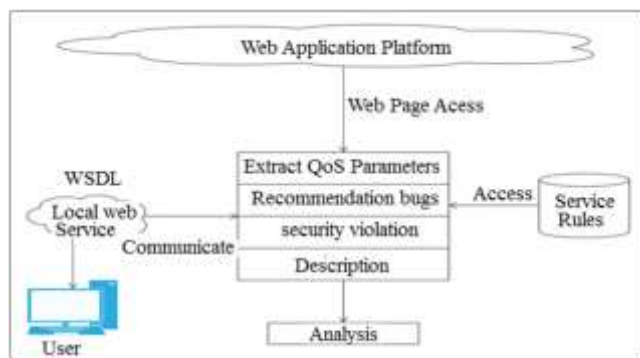 Web Application Platform
Web Page Acess
Extract QoS Parameters
WSDL
Recommendation bugs
Access
Service
Rules
Local web
Service
security violation
Communicate
Description
Analysis
User